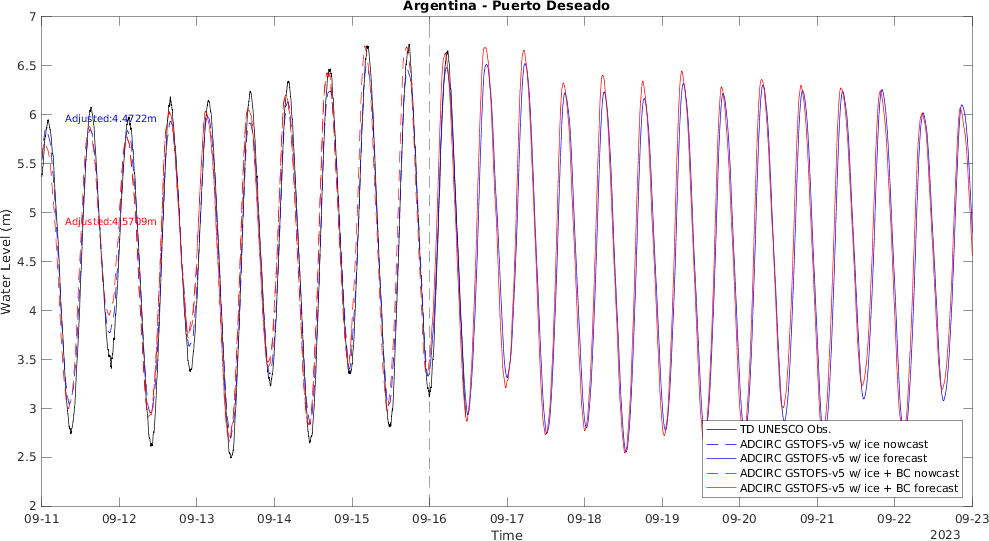 Argentina - Puerto Deseado
7
6.5
6
5.5
5
4.5
4
3.5
3
2.5
2
Water Level (m)
Adjusted:4.4722m
Adjusted:4.5709m
TD UNESCO Obs.
ADCIRC GSTOFS-v5 w/ ice nowcast
ADCIRC GSTOFS-v5 w/ ice forecast
ADCIRC GSTOFS-v5 w/ ice + BC nowcast
ADCIRC GSTOFS-v5 w/ ice + BC forecast
09-11 09-12 09-13 09-14 09-15 09-16 09-17 09-18 09-19 09-20 09-21 09-22 09-23
Time
2023